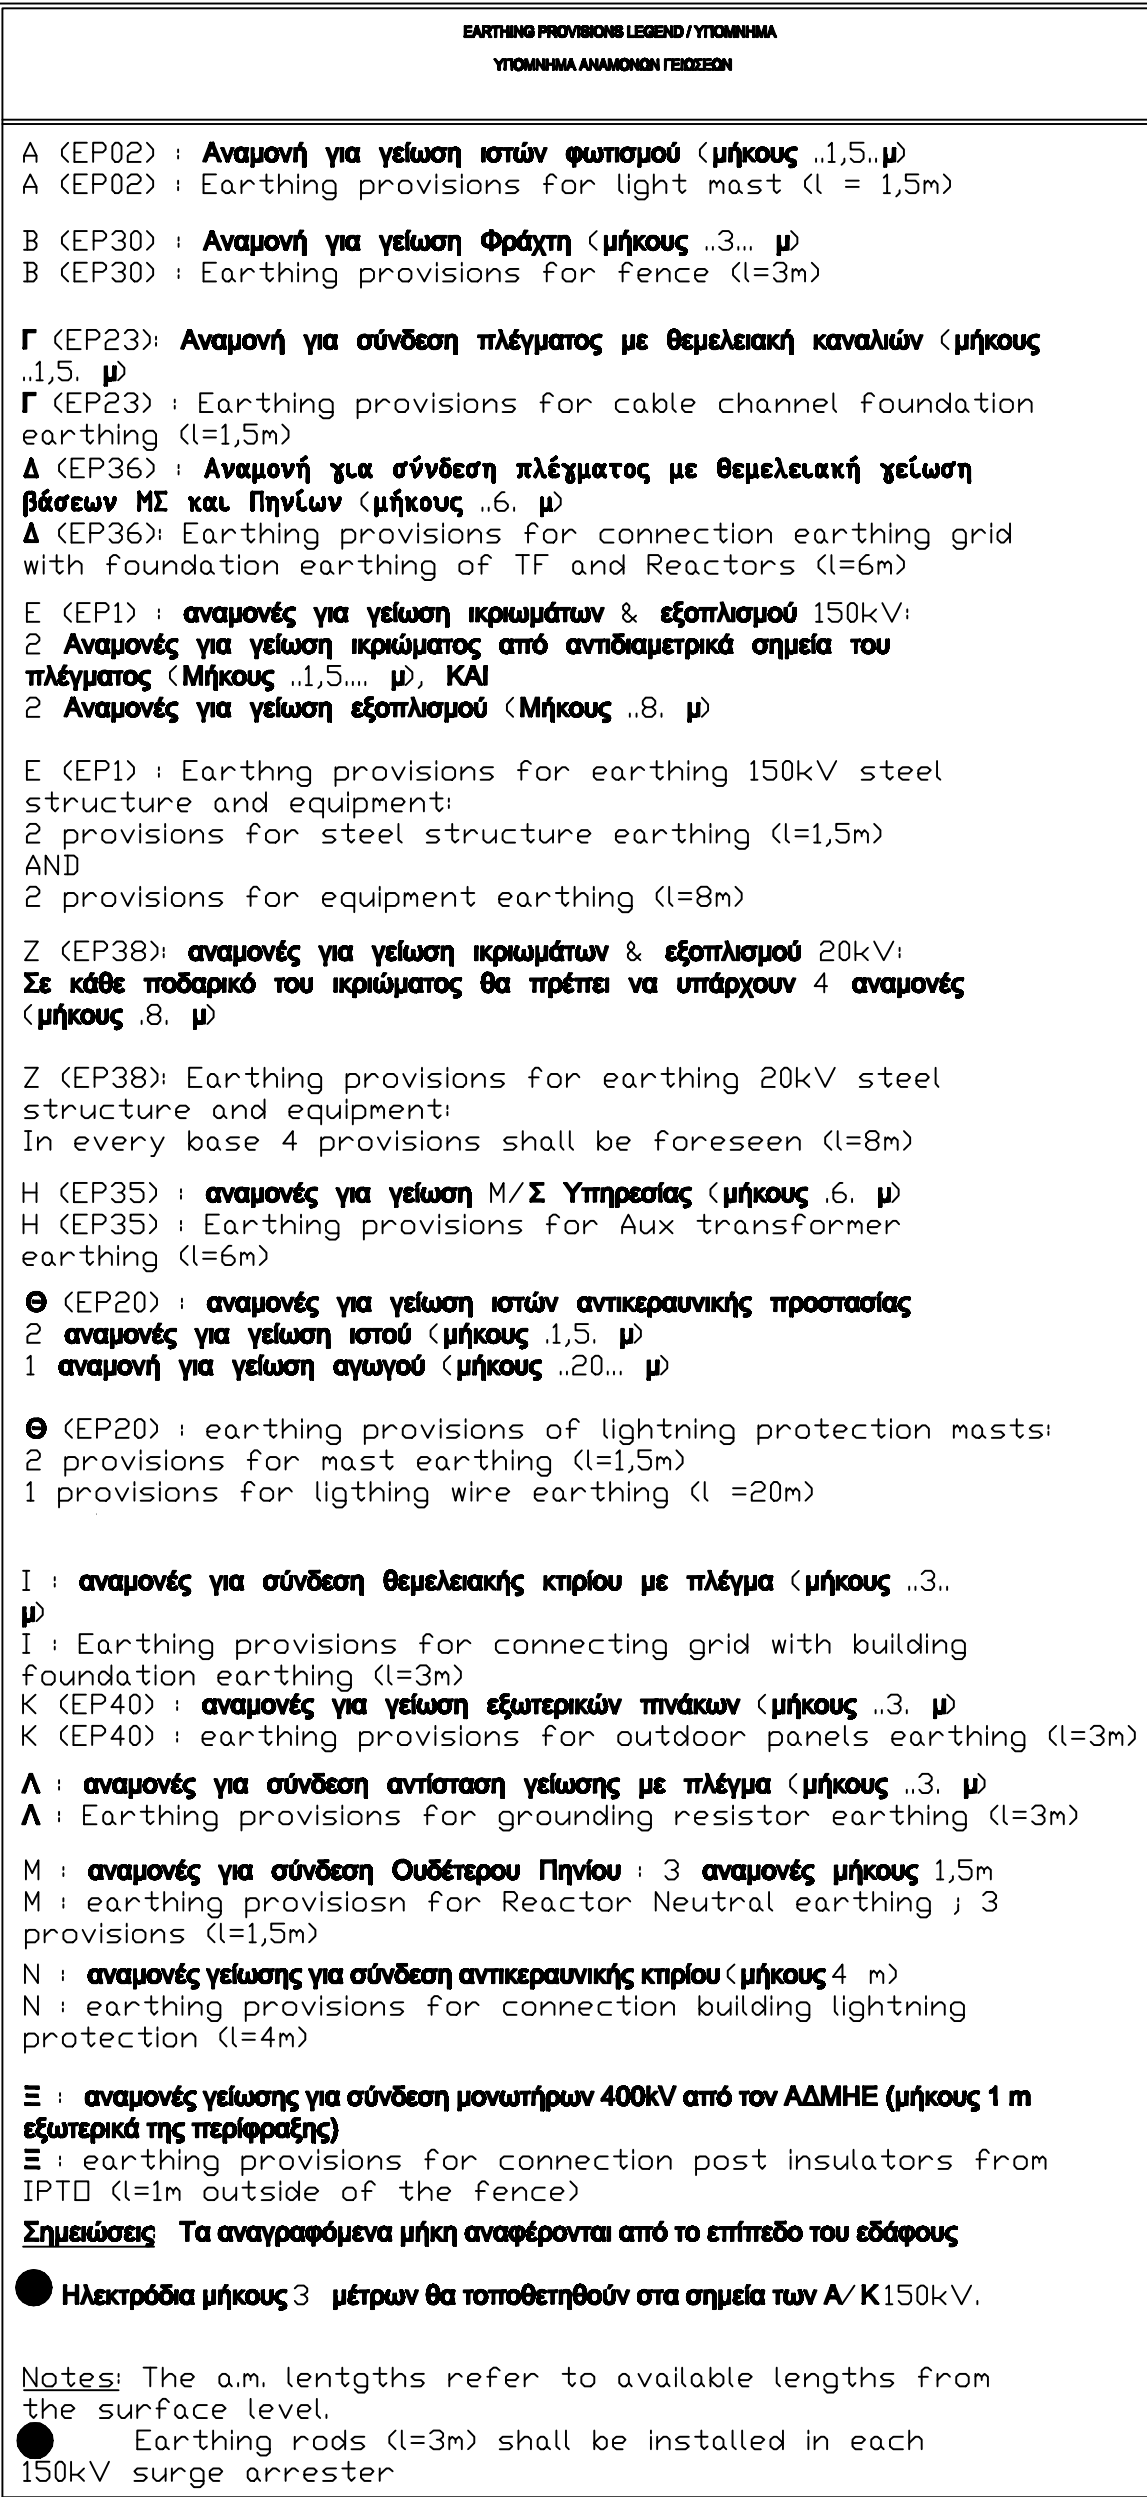 EARTHING PROVISIONS LEGEND / ΥΠΟΜΝΗΜΑ
ΥΠΟΜΝΗΜΑ ΑΝΑΜΟΝΩΝ ΓΕΙΩΣΕΩΝ
A (EP02) : Αναμονή για γείωση ιστών φωτισμού (μήκους ..1,5..μ)
A (EP02) : Earthing provisions for light mast (l = 1,5m)
B (EP30) : Αναμονή για γείωση Φράχτη (μήκους ..3... μ)
B (EP30) : Earthing provisions for fence (l=3m)
Γ (EP23): Αναμονή για σύνδεση πλέγματος με θεμελειακή καναλιών (μήκους
..1,5. μ)
Γ (EP23) : Earthing provisions for cable channel foundation
earthing (l=1,5m)
Δ (EP36) : Αναμονή για σύνδεση πλέγματος με θεμελειακή γείωση
βάσεων ΜΣ και Πηνίων (μήκους ..6. μ)
Δ (EP36): Earthing provisions for connection earthing grid
with foundation earthing of TF and Reactors (l=6m)
E (EP1) : αναμονές για γείωση ικριωμάτων & εξοπλισμού 150kV:
2 Αναμονές για γείωση ικριώματος από αντιδιαμετρικά σημεία του
πλέγματος (Μήκους ..1,5.... μ), ΚΑΙ
2 Αναμονές για γείωση εξοπλισμού (Μήκους ..8. μ)
E (EP1) : Earthng provisions for earthing 150kV steel
structure and equipment:
2 provisions for steel structure earthing (l=1,5m)
AND
2 provisions for equipment earthing (l=8m)
Z (EP38): αναμονές για γείωση ικριωμάτων & εξοπλισμού 20kV:
Σε κάθε ποδαρικό του ικριώματος θα πρέπει να υπάρχουν 4 αναμονές
(μήκους .8. μ)
Z (EP38): Earthing provisions for earthing 20kV steel
structure and equipment:
In every base 4 provisions shall be foreseen (l=8m)
H (EP35) : αναμονές για γείωση Μ/Σ Υπηρεσίας (μήκους .6. μ)
H (EP35) : Earthing provisions for Aux transformer
earthing (l=6m)
Θ (EP20) : αναμονές για γείωση ιστών αντικεραυνικής προστασίας
2 αναμονές για γείωση ιστού (μήκους .1,5. μ)
1 αναμονή για γείωση αγωγού (μήκους ..20... μ)
Θ (EP20) : earthing provisions of lightning protection masts:
2 provisions for mast earthing (l=1,5m)
1 provisions for ligthing wire earthing (l =20m)
I : αναμονές για σύνδεση θεμελειακής κτιρίου με πλέγμα (μήκους ..3..
μ)
I : Earthing provisions for connecting grid with building
foundation earthing (l=3m)
K (EP40) : αναμονές για γείωση εξωτερικών πινάκων (μήκους ..3. μ)
K (EP40) : earthing provisions for outdoor panels earthing (l=3m)
Λ : αναμονές για σύνδεση αντίσταση γείωσης με πλέγμα (μήκους ..3. μ)
Λ : Earthing provisions for grounding resistor earthing (l=3m)
M : αναμονές για σύνδεση Ουδέτερου Πηνίου : 3 αναμονές μήκους 1,5m
M : earthing provisiosn for Reactor Neutral earthing ; 3
provisions (l=1,5m)
N : αναμονές γείωσης για σύνδεση αντικεραυνικής κτιρίου (μήκους 4 m)
N : earthing provisions for connection building lightning
protection (l=4m)
Ξ : αναμονές γείωσης για σύνδεση μονωτήρων 400kV από τον ΑΔΜΗΕ (μήκους 1 m
εξωτερικά της περίφραξης)
Ξ : earthing provisions for connection post insulators from
IPTO (l=1m outside of the fence)
Σημειώσεις: Τα αναγραφόμενα μήκη αναφέρονται από το επίπεδο του εδάφους
Ηλεκτρόδια μήκους 3 μέτρων θα τοποθετηθούν στα σημεία των Α/Κ 150kV.
Notes: The a.m. lentgths refer to available lengths from
the surface level.
Earthing rods (l=3m) shall be installed in each
150kV surge arrester